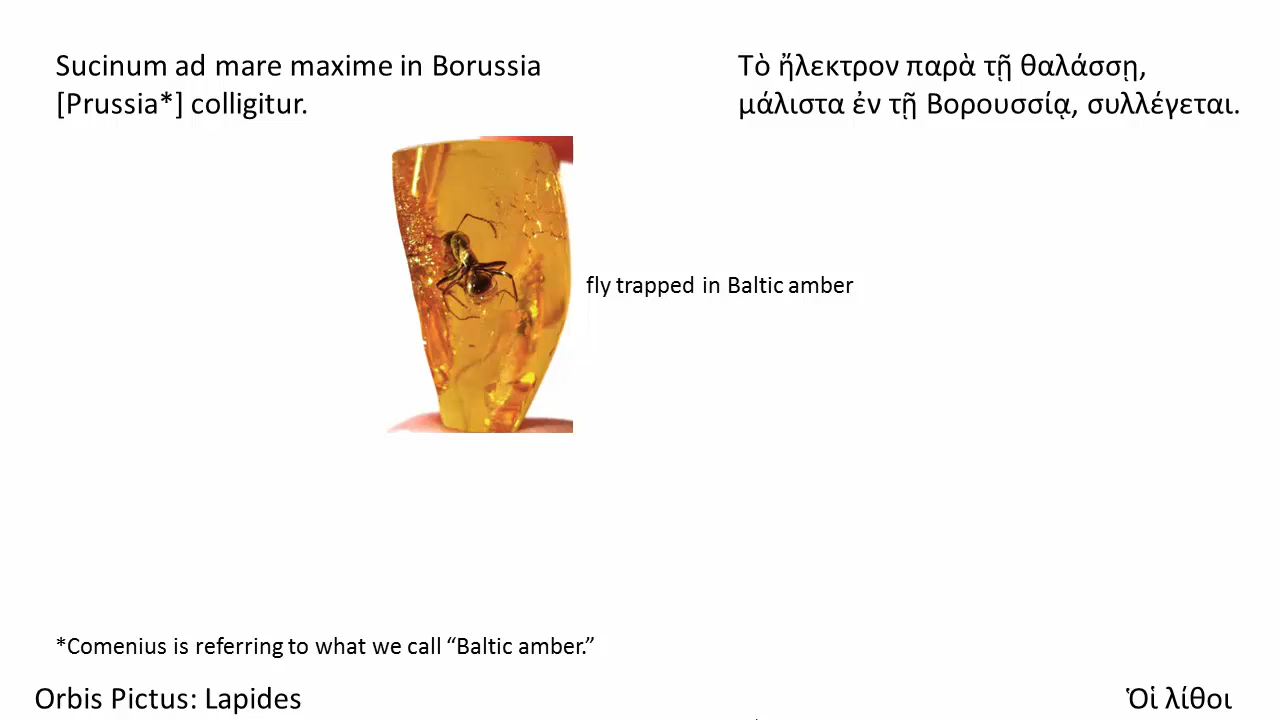 Sucinum ad mare maxime in Borussia
[Prussia*] colligitur.
Τὸ ἤλεκτρον παρὰ τῇ θαλάσσῃ,
μάλιστα ἐν τῇ Βορουσσίᾳ, συλλέγεται.
fly trapped in Baltic amber
*Comenius is referring to what we call “Baltic amber.”
Orbis Pictus: Lapides
Ὁἱ λίθοι